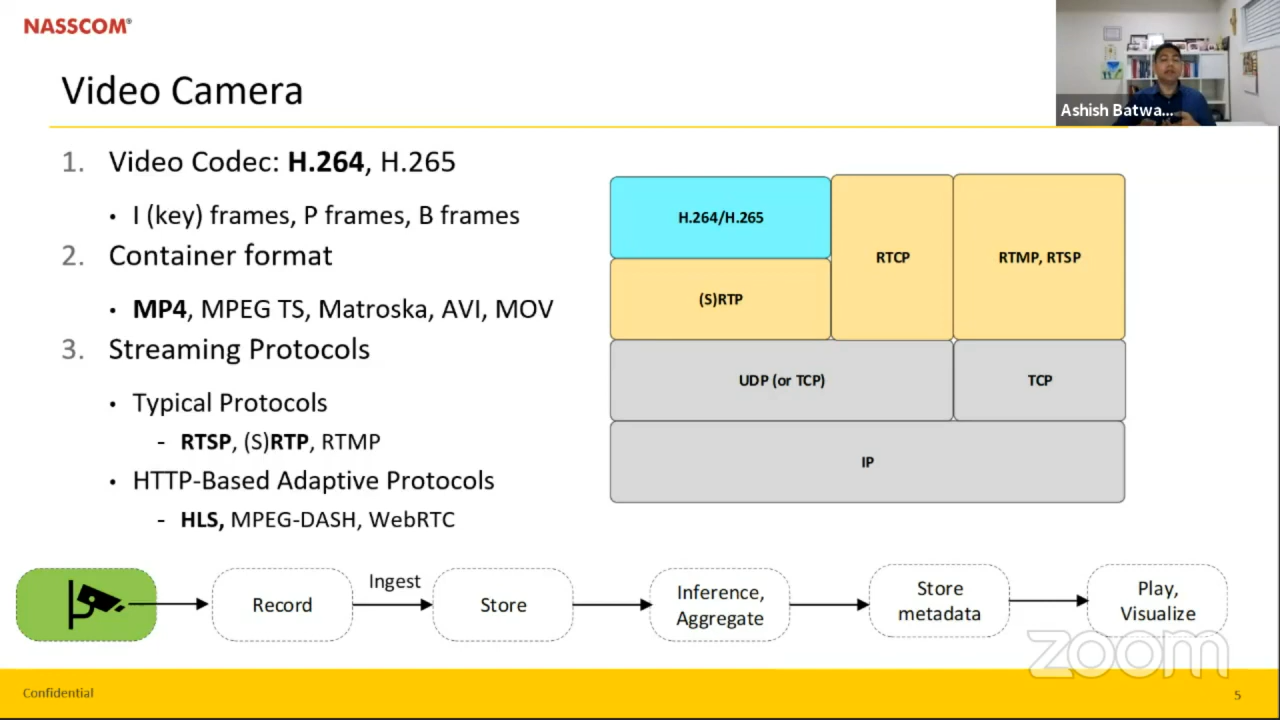 NASSCOM®
Video Camera
Ashish Batwa...
1. Video Codec: H.264, H.265
• I (key) frames, P frames, B frames
2. Container format
• MP4, MPEG TS, Matroska, AVI, MOV
3. Streaming Protocols
• Typical Protocols
- RTSP, (S)RTP, RTMP
• HTTP-Based Adaptive Protocols
- HLS, MPEG-DASH, WebRTC
H.264/H.265
(S)RTP
RTCP
RTMP, RTSP
UDP (or TCP)
TCP
IP
Record
Ingest
Store
Inference,
Aggregate
Store
metadata
Play,
Visualize
zoom
Confidential
5